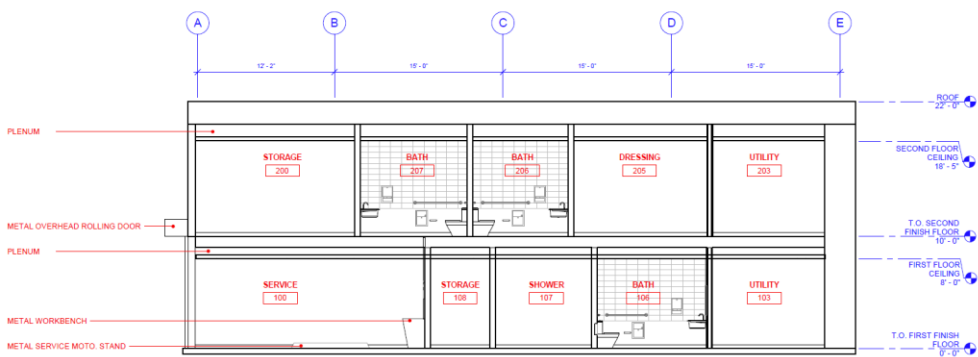 A B C D E
12' - 2" 15' - 0" 15' - 0" 15' - 0"
ROOF
22' - 0"
PLENUM
SECOND FLOOR
CEILING
18' - 5"
STORAGE BATH BATH DRESSING UTILITY
200 207 206 205 203
METAL OVERHEAD ROLLING DOOR
T.O. SECOND
FINISH FLOOR
10' - 0"
PLENUM
FIRST FLOOR
CEILING
8' - 0"
SERVICE STORAGE SHOWER BATH UTILITY
100 108 107 106 103
METAL WORKBENCH
METAL SERVICE MOTO. STAND
T.O. FIRST FINISH
FLOOR
0' - 0"